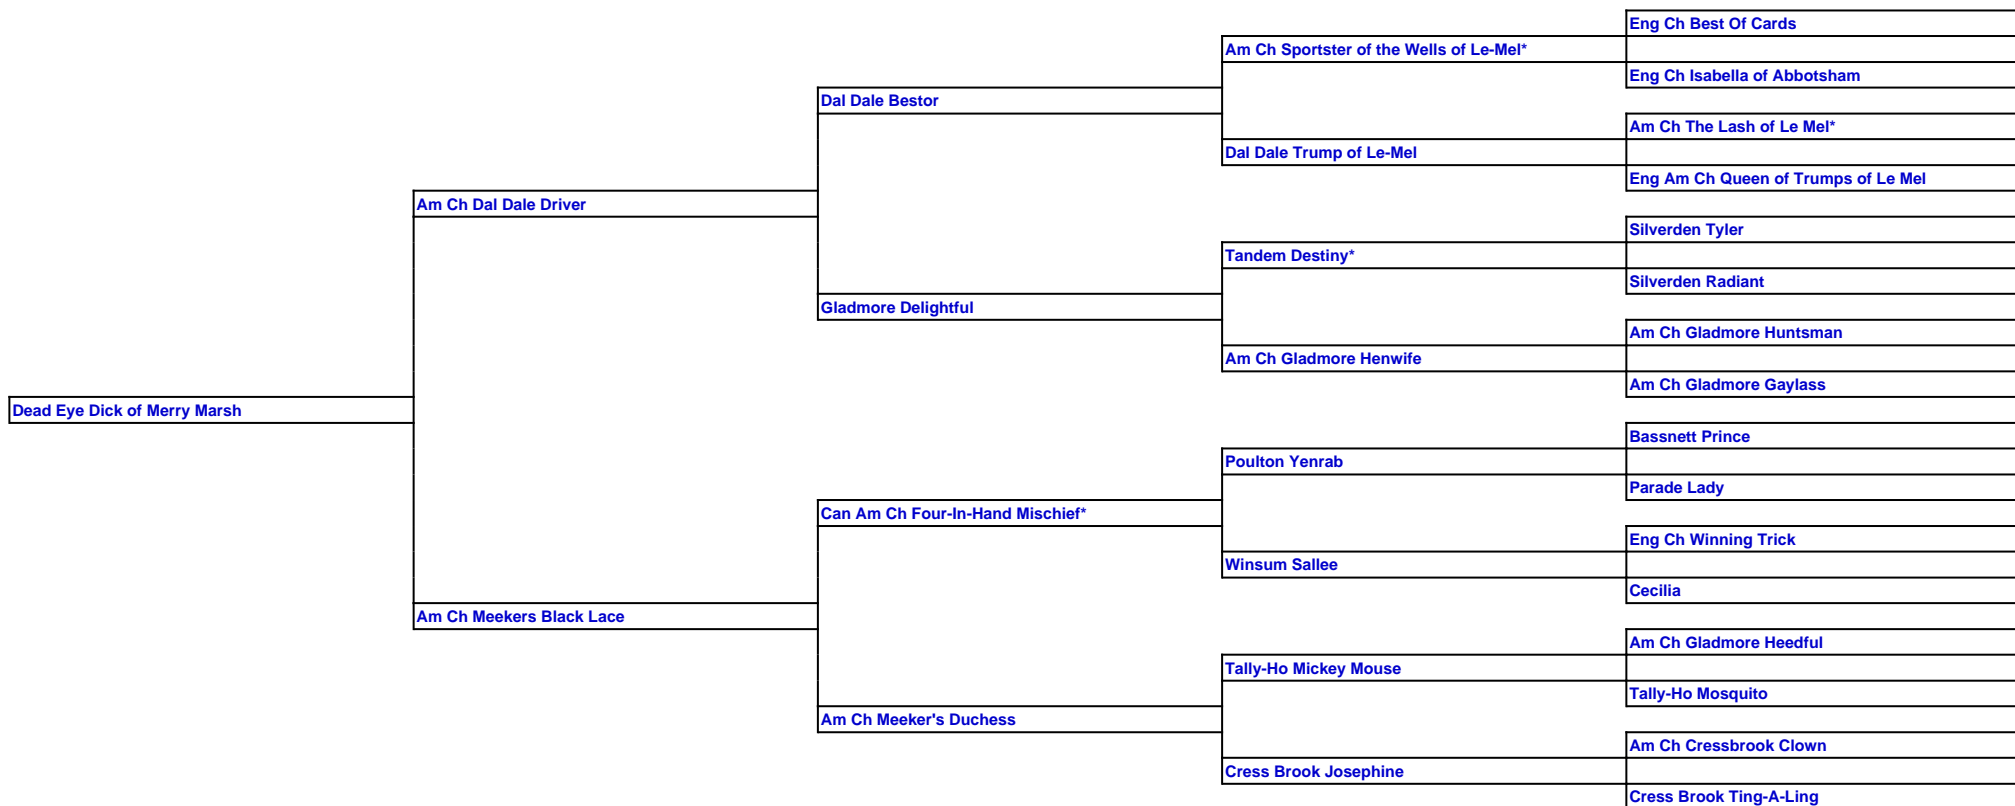 Eng Ch Best Of Cards
Am Ch Sportster of the Wells of Le-Mel*
Eng Ch Isabella of Abbotsham
Dal Dale Bestor
Am Ch The Lash of Le Mel*
Dal Dale Trump of Le-Mel
Eng Am Ch Queen of Trumps of Le Mel
Am Ch Dal Dale Driver
Silverden Tyler
Tandem Destiny*
Silverden Radiant
Gladmore Delightful
Am Ch Gladmore Huntsman
Am Ch Gladmore Henwife
Am Ch Gladmore Gaylass
Dead Eye Dick of Merry Marsh
Bassnett Prince
Poulton Yenrab
Parade Lady
Can Am Ch Four-In-Hand Mischief*
Eng Ch Winning Trick
Winsum Sallee
Cecilia
Am Ch Meekers Black Lace
Am Ch Gladmore Heedful
Tally-Ho Mickey Mouse
Tally-Ho Mosquito
Am Ch Meeker's Duchess
Am Ch Cressbrook Clown
Cress Brook Josephine
Cress Brook Ting-A-Ling